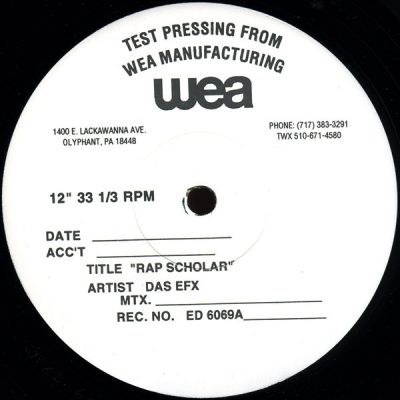 TEST PRESSING FROM
WEA MANUFACTURING
wea
1400 E. LACKAWANNA AVE.
OLYPHANT, PA 18448
PHONE: (717) 383-3291
TWX 510-671-4580
12" 33 1/3 RPM
DATE
ACC'T
TITLE "RAP SCHOLAR"
ARTIST DAS EFX
MTX.
REC. NO. ED 6069A